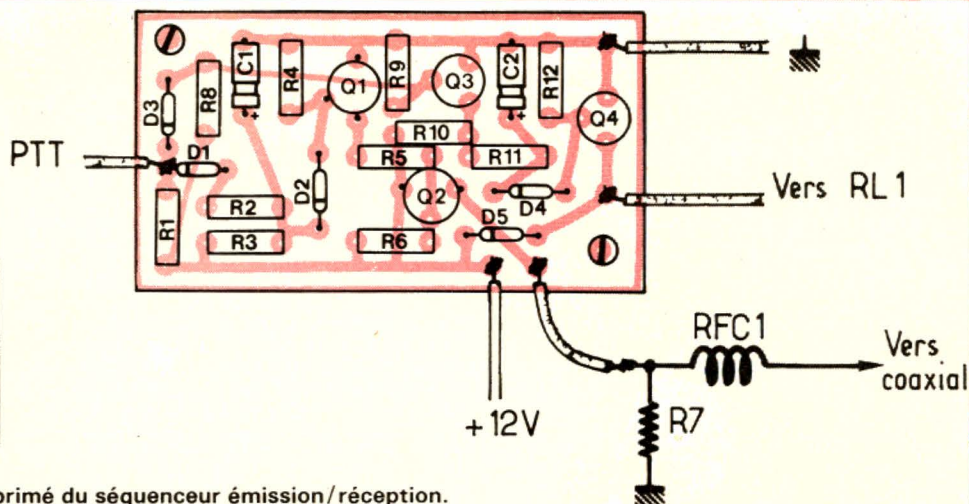 C1
R4
R9
C2
R12
D3
R8
Q1
Q3
Q4
+
+
PTT
D1
R10
R5
R11
Vers RL1
R1
R2
D2
Q2
D4
D5
R3
R6
RFC1
Vers
coaxial
+12V
R7
primé du séquenceur émission/réception.